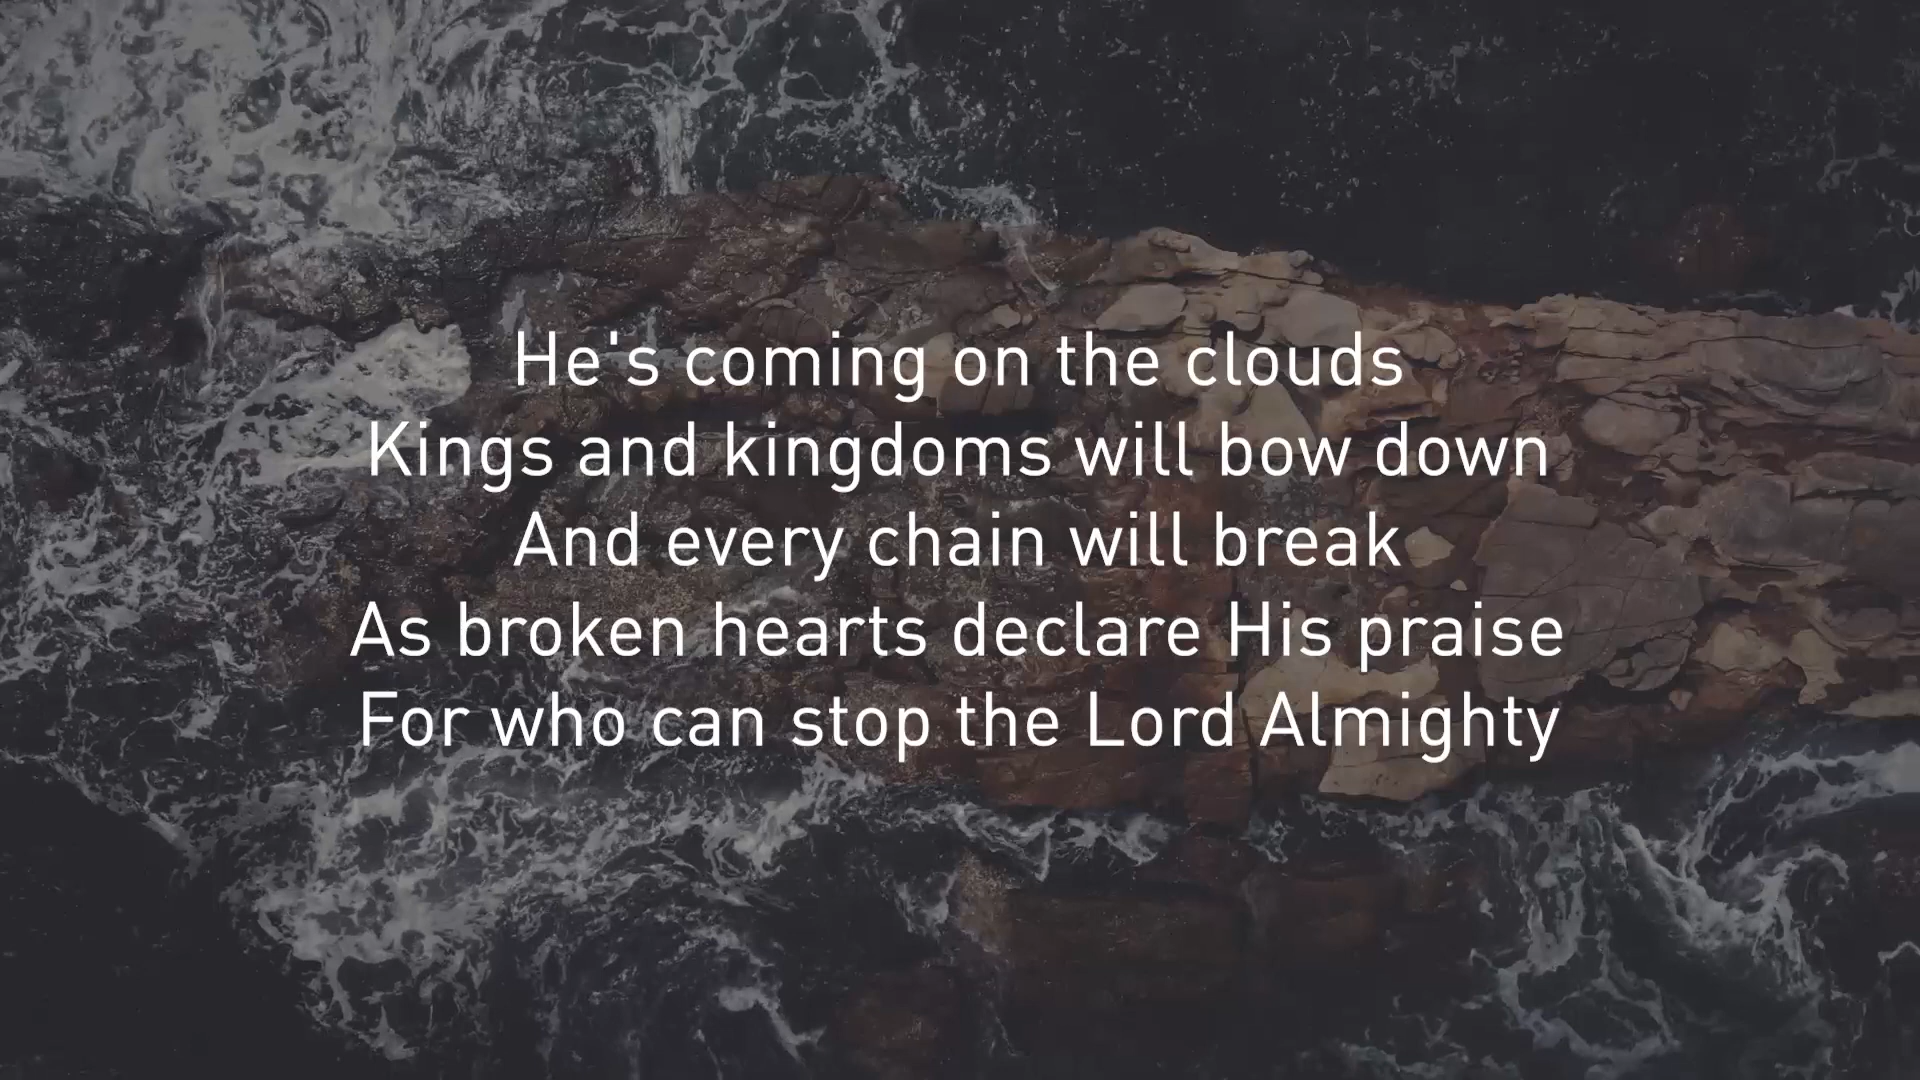 He's coming on the clouds
Kings and kingdoms will bow down
And every chain will break
As broken hearts declare His praise
For who can stop the Lord Almighty